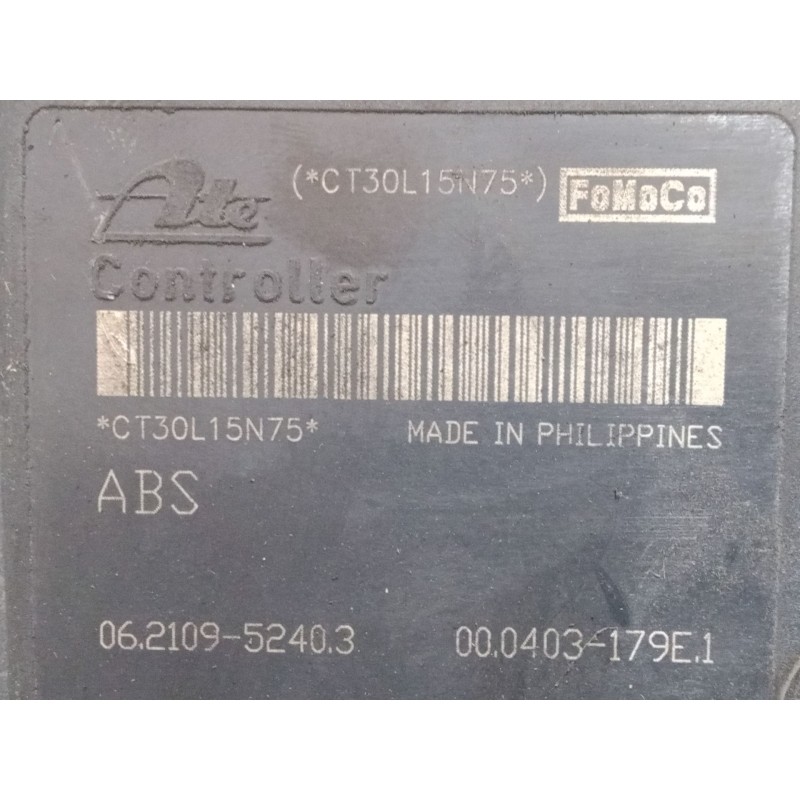 Ate (*CT30L15N75*) FoMoCo
Controller
*CT30L15N75* MADE IN PHILIPPINES
ABS
06.2109-5240.3 00.0403-179E.1